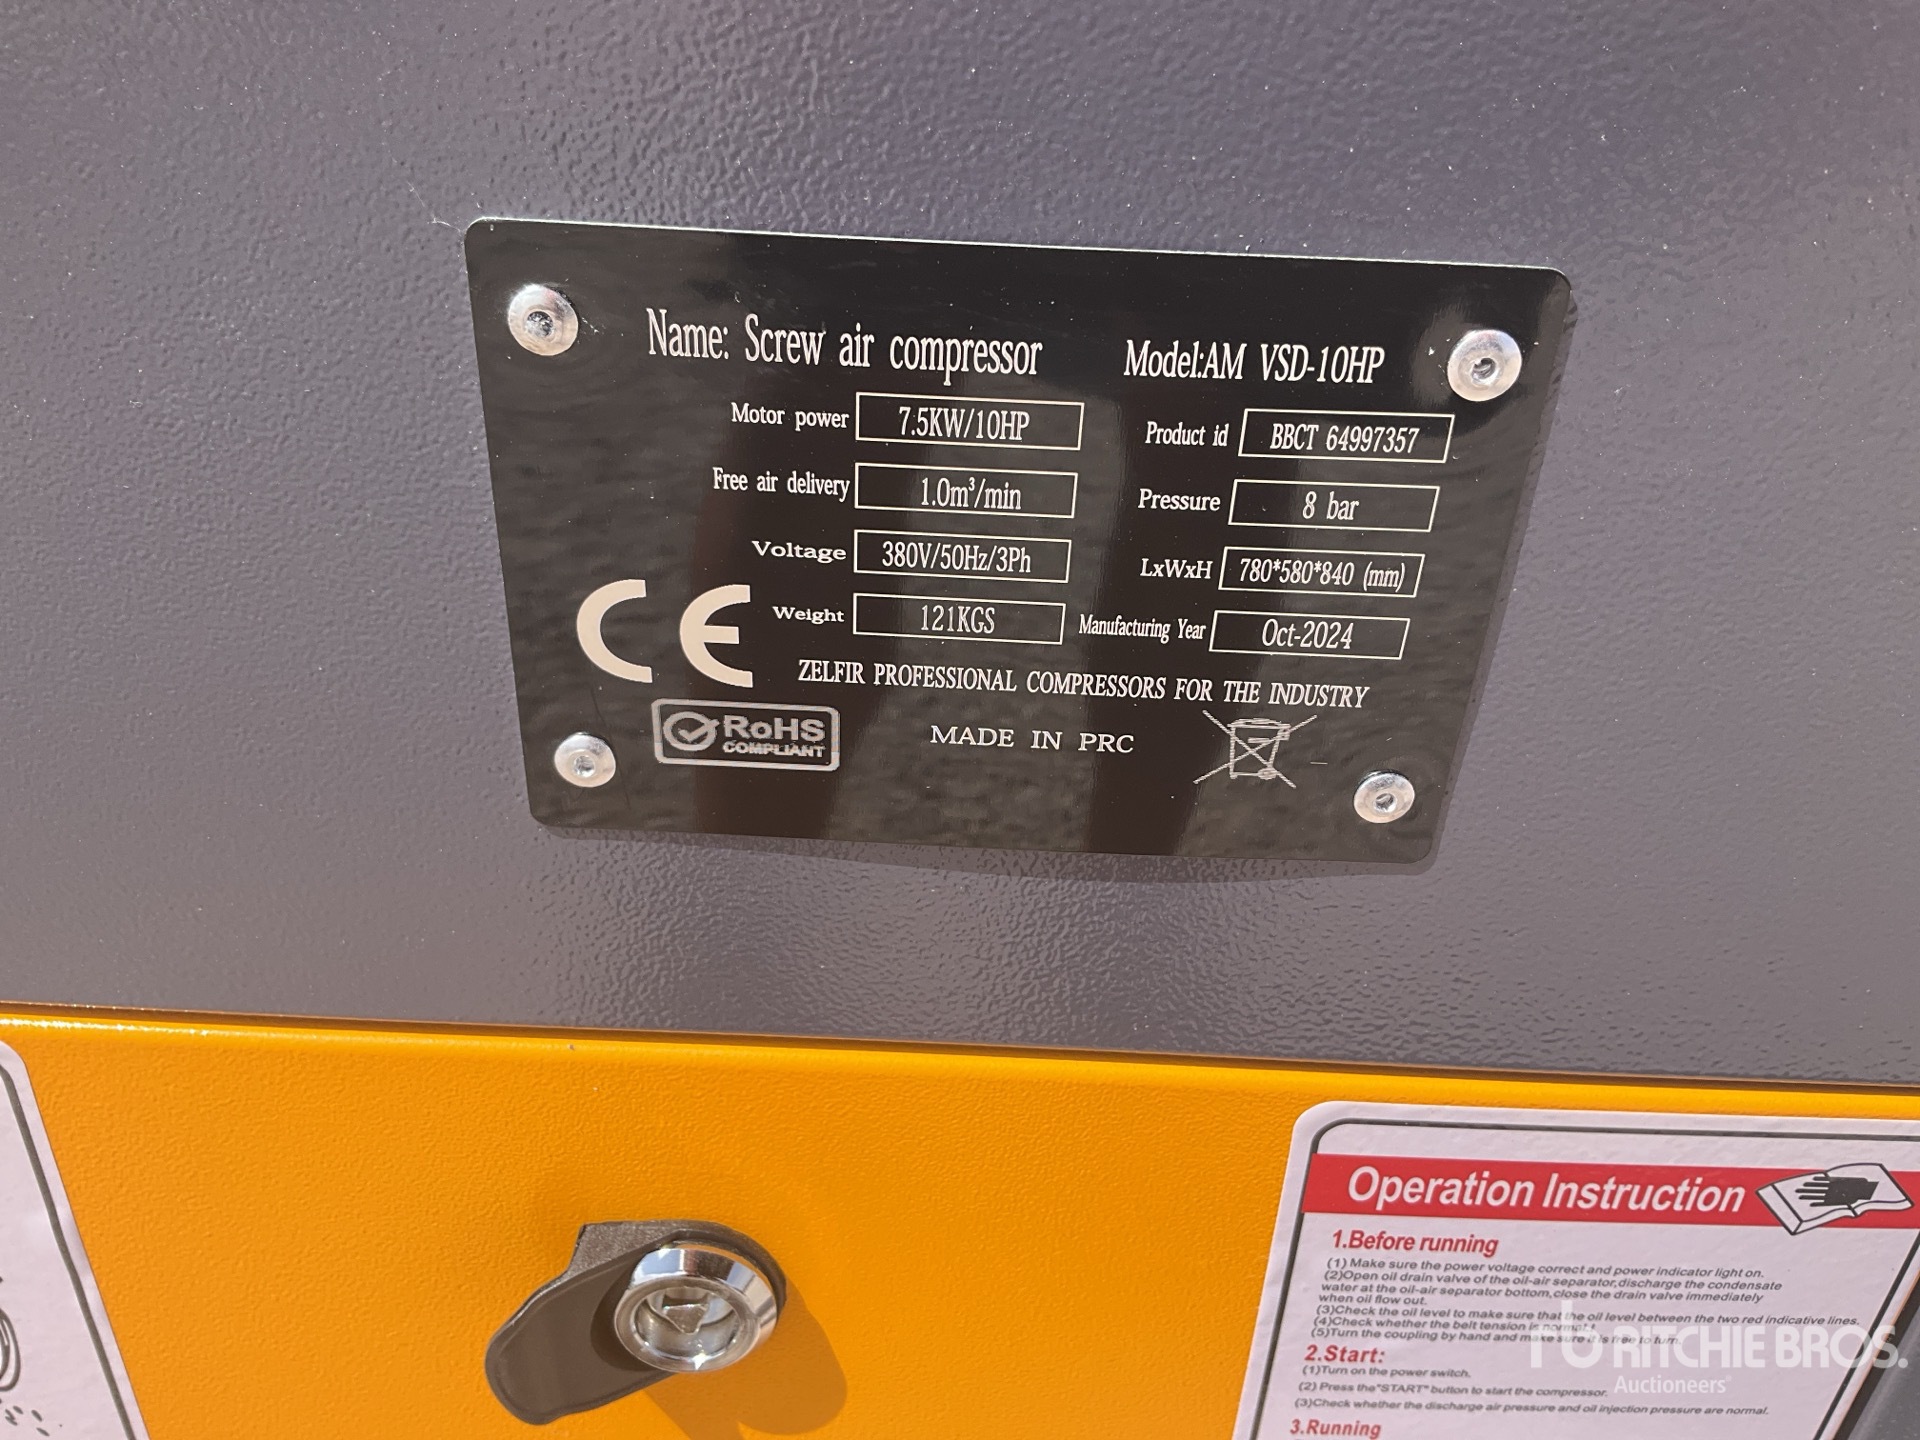 Name: Screw air compressor Model:AM VSD-10HP
Motor power 7.5KW/10HP Product id BBCT 64997357
Free air delivery 1.0m³/min Pressure 8 bar
Voltage 380V/50Hz/3Ph LxWxH 780*580*840 (mm)
Weight 121KGS Manufacturing Year Oct-2024
CE
ZELFIR PROFESSIONAL COMPRESSORS FOR THE INDUSTRY
RoHS
COMPLIANT
MADE IN PRC
Operation Instruction
1.Before running
(1) Make sure the power voltage correct and power indicator light on.
(2)Open oil drain valve of the oil-air separator,discharge the condensate
water at the oil-air separator bottom,close the drain valve immediately
when oil flow out.
(3)Check the oil level to make sure that the oil level between the two red indicative lines.
(4)Check whether the belt tension is normal!
(5)Turn the coupling by hand and make sure it is free to turn.
2.Start:
(1)Turn on the power switch.
(2) Press the"START" button to start the compressor.
(3)Check whether the discharge air pressure and oil injection pressure are normal.
3.Running
RITCHIE BROS.
Auctioneers